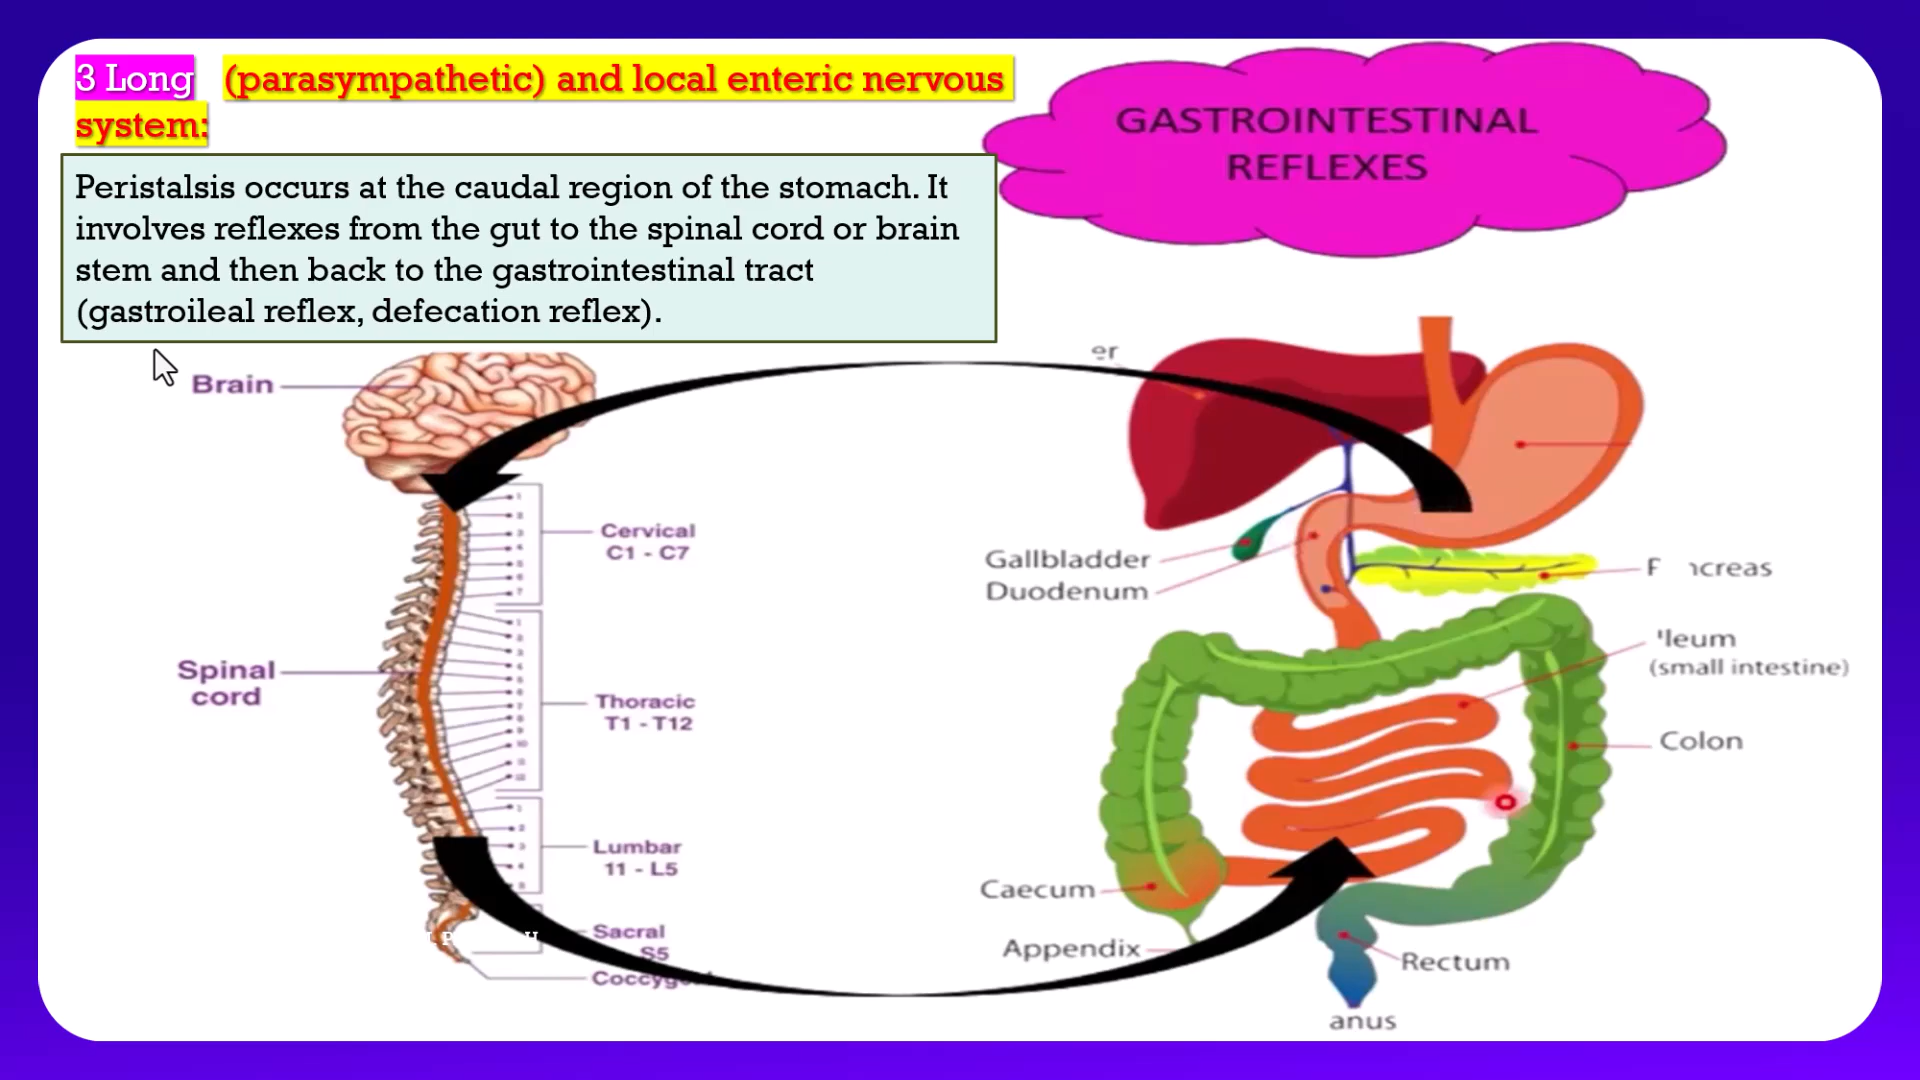 3 Long (parasympathetic) and local enteric nervous
system:
GASTROINTESTINAL
REFLEXES
Peristalsis occurs at the caudal region of the stomach. It
involves reflexes from the gut to the spinal cord or brain
stem and then back to the gastrointestinal tract
(gastroileal reflex, defecation reflex).
Brain
Cervical
C1 - C7
Spinal
cord
Thoracic
T1 - T12
Lumbar
11 - L5
Sacral
S5
Gallbladder
Duodenum
(small intestine)
Colon
Caecum
Appendix
Rectum
anus